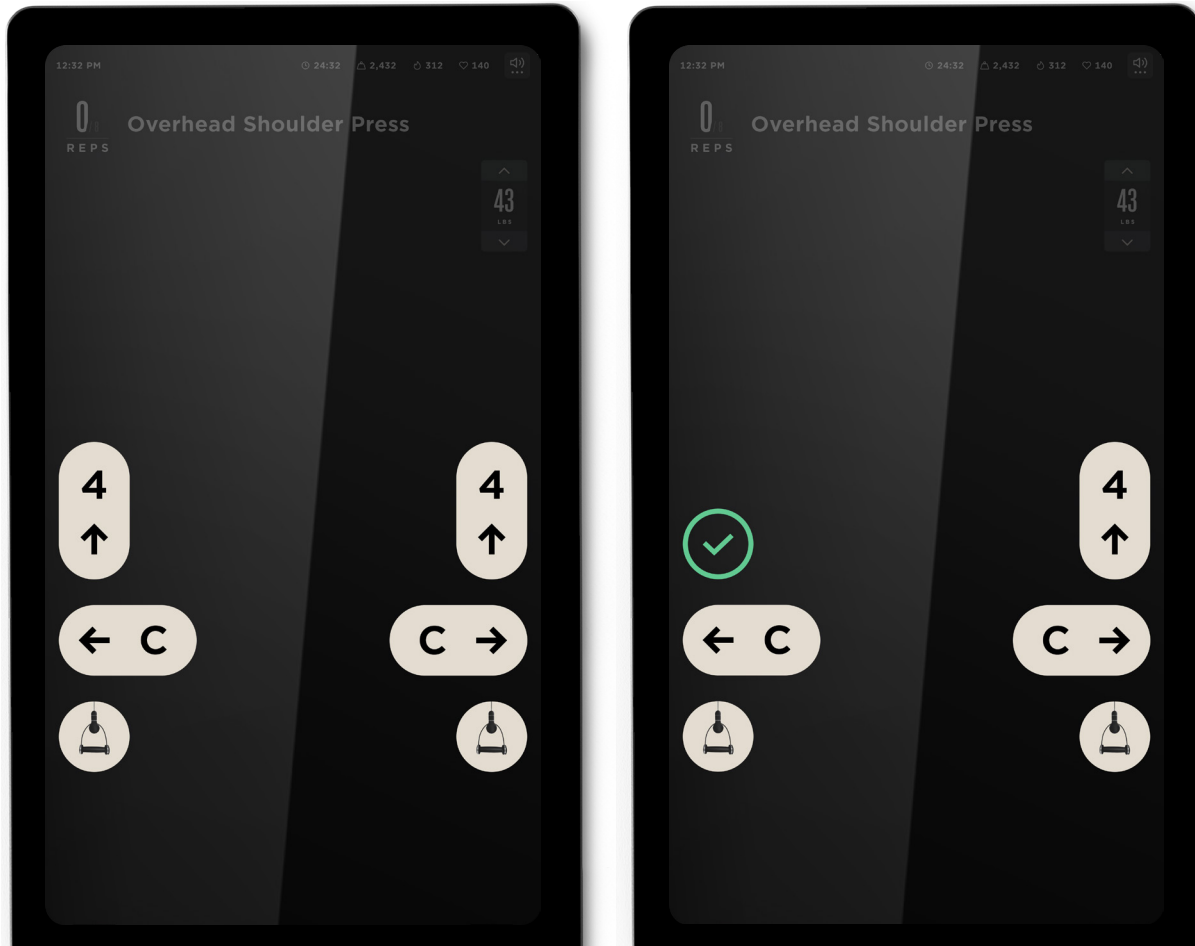 12:32 PM 24:32 2,432 312 140
0
REPS
Overhead Shoulder Press
43
LBS
4 ↑
4 ↑
← C
C →
12:32 PM 24:32 2,432 312 140
0
REPS
Overhead Shoulder Press
43
LBS
4 ↑
← C
C →